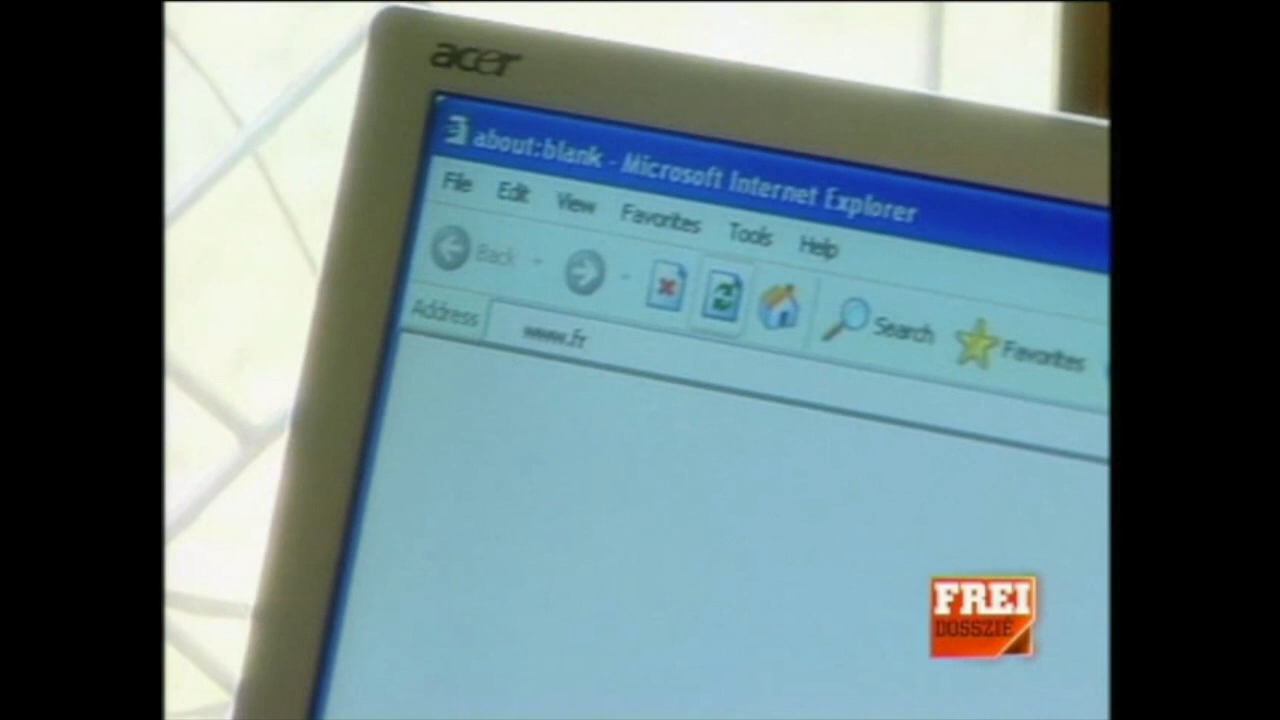 acer
about:blank - Microsoft Internet Explorer
File Edit View Favorites Tools Help
Back Search Favorites
Address www.fr
FREI
DOSSZIÉ